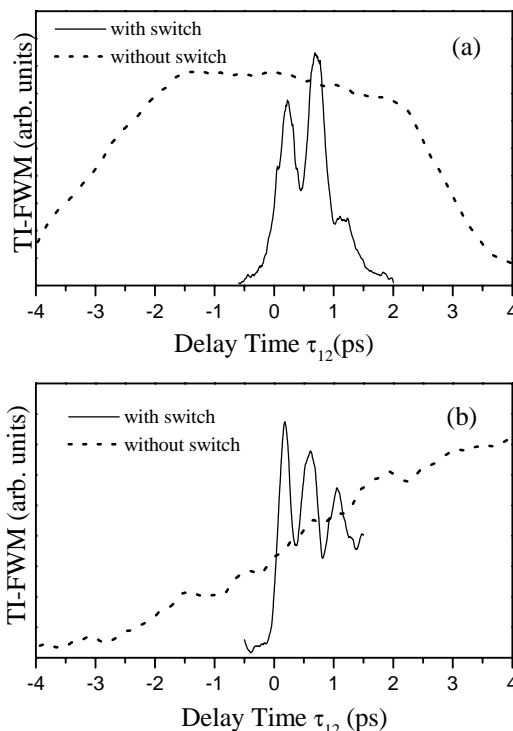 with switch
without switch
(a)
TI-FWM (arb. units)
-4 -3 -2 -1 0 1 2 3 4
Delay Time τ12(ps)
with switch
without switch
(b)
TI-FWM (arb. units)
-4 -3 -2 -1 0 1 2 3 4
Delay Time τ12 (ps)